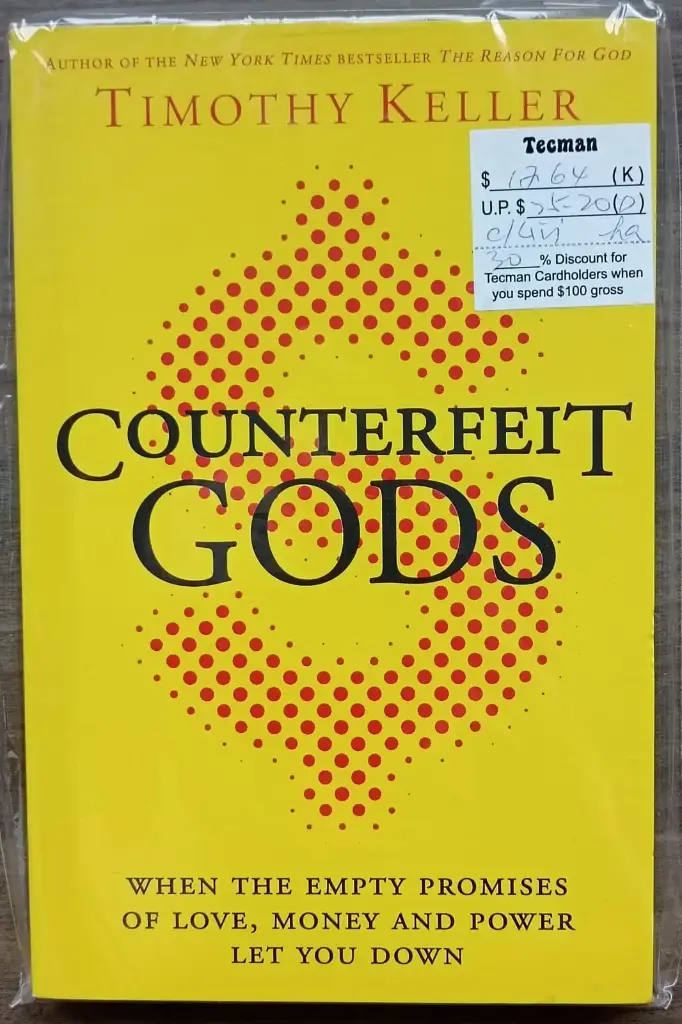 AUTHOR OF THE NEW YORK TIMES BESTSELLER THE REASON FOR GOD
TIMOTHY KELLER
Tecman
$ 17.64 (K)
U.P. $ 25.20(D)
30 % Discount for
Tecman Cardholders when
you spend $100 gross
COUNTERFEIT
GODS
WHEN THE EMPTY PROMISES
OF LOVE, MONEY AND POWER
LET YOU DOWN